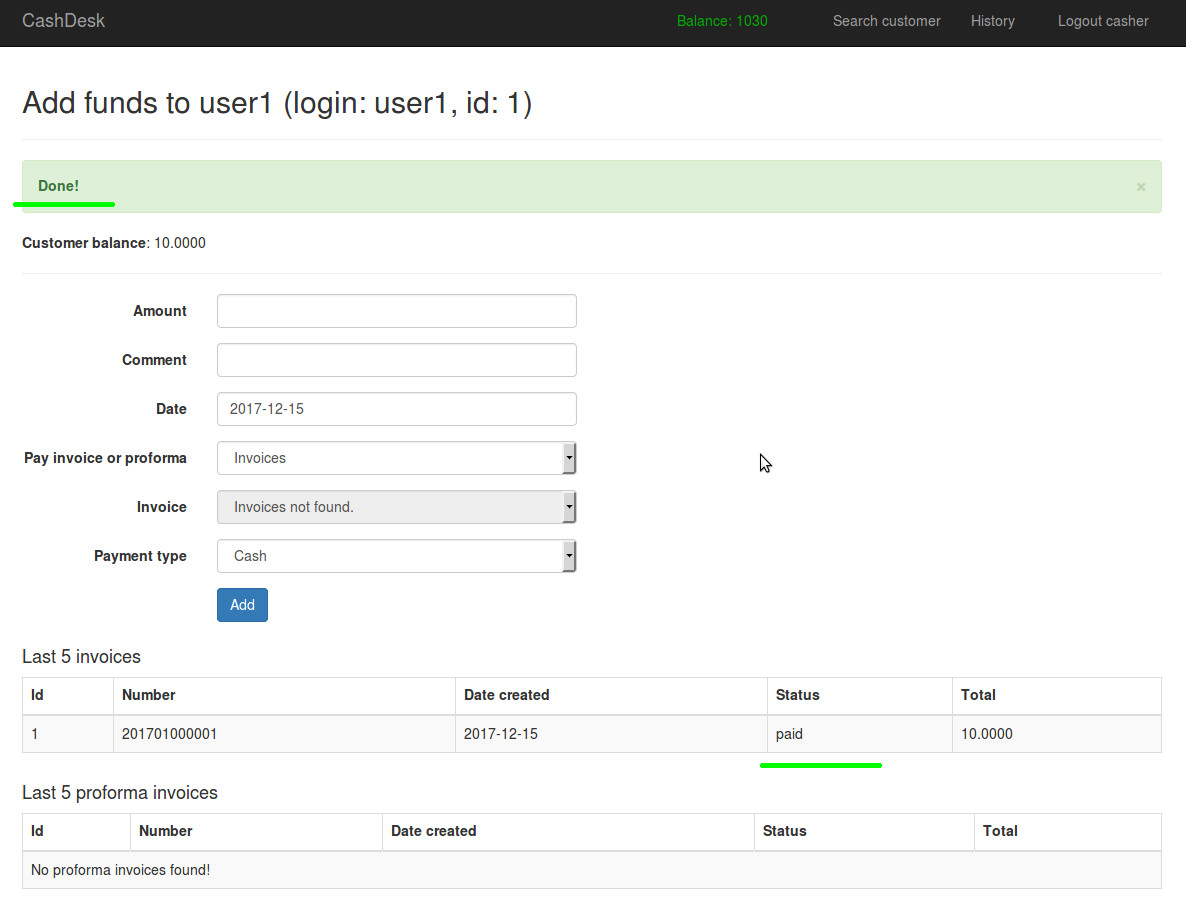 CashDesk Balance: 1030 Search customer History Logout casher
Add funds to user1 (login: user1, id: 1)
Done! ×
Customer balance: 10.0000
Amount
Comment
Date 2017-12-15
Pay invoice or proforma Invoices
Invoice Invoices not found.
Payment type Cash
Add
Last 5 invoices
Id Number Date created Status Total
1 201701000001 2017-12-15 paid 10.0000
Last 5 proforma invoices
Id Number Date created Status Total
No proforma invoices found!